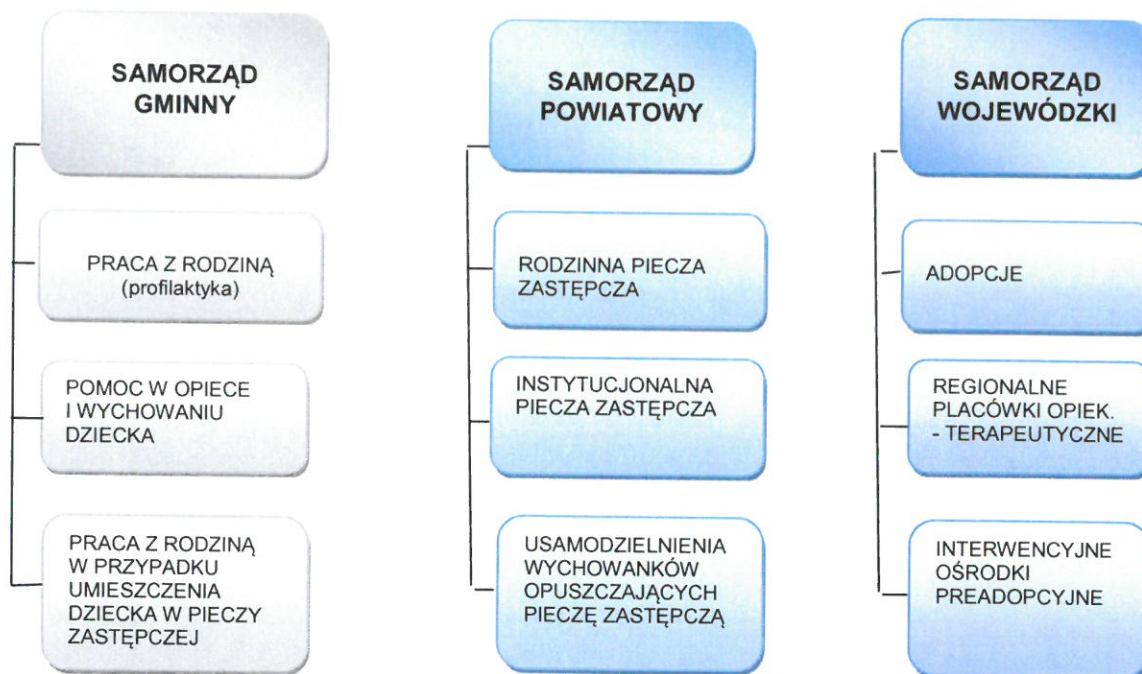 SAMORZĄD
GMINNY
PRACA Z RODZINĄ
(profilaktyka)
POMOC W OPIECE
I WYCHOWANIU
DZIECKA
PRACA Z RODZINĄ
W PRZYPADKU
UMIESZCZENIA
DZIECKA W PIECZY
ZASTĘPCZEJ
SAMORZĄD
POWIATOWY
RODZINNA PIECZA
ZASTĘPCZA
INSTYTUCJONALNA
PIECZA ZASTĘPCZA
USAMODZIELNIENIA
WYCHOWANKÓW
OPUSZCZAJĄCYCH
PIECZĘ ZASTĘPCZĄ
SAMORZĄD
WOJEWÓDZKI
ADOPCJE
REGIONALNE
PLACÓWKI OPIEK.
- TERAPEUTYCZNE
INTERWENCYJNE
OŚRODKI
PREADOPCYJNE